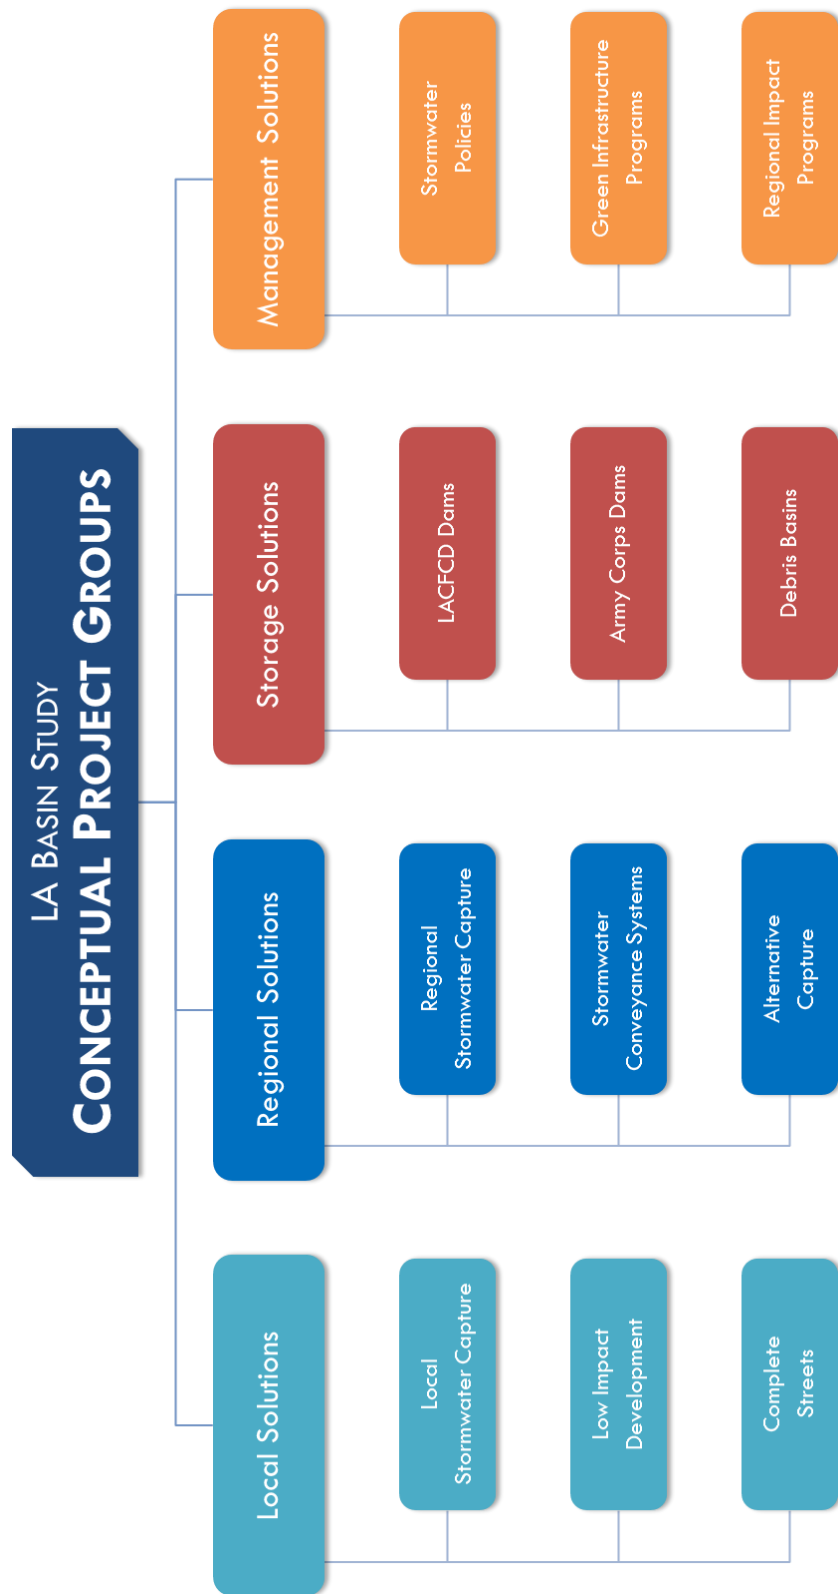 LA BASIN STUDY
CONCEPTUAL PROJECT GROUPS
Local Solutions
Local
Stormwater Capture
Low Impact
Development
Complete
Streets
Regional Solutions
Regional
Stormwater Capture
Stormwater
Conveyance Systems
Alternative
Capture
Storage Solutions
LACFCD Dams
Army Corps Dams
Debris Basins
Management Solutions
Stormwater
Policies
Green Infrastructure
Programs
Regional Impact
Programs